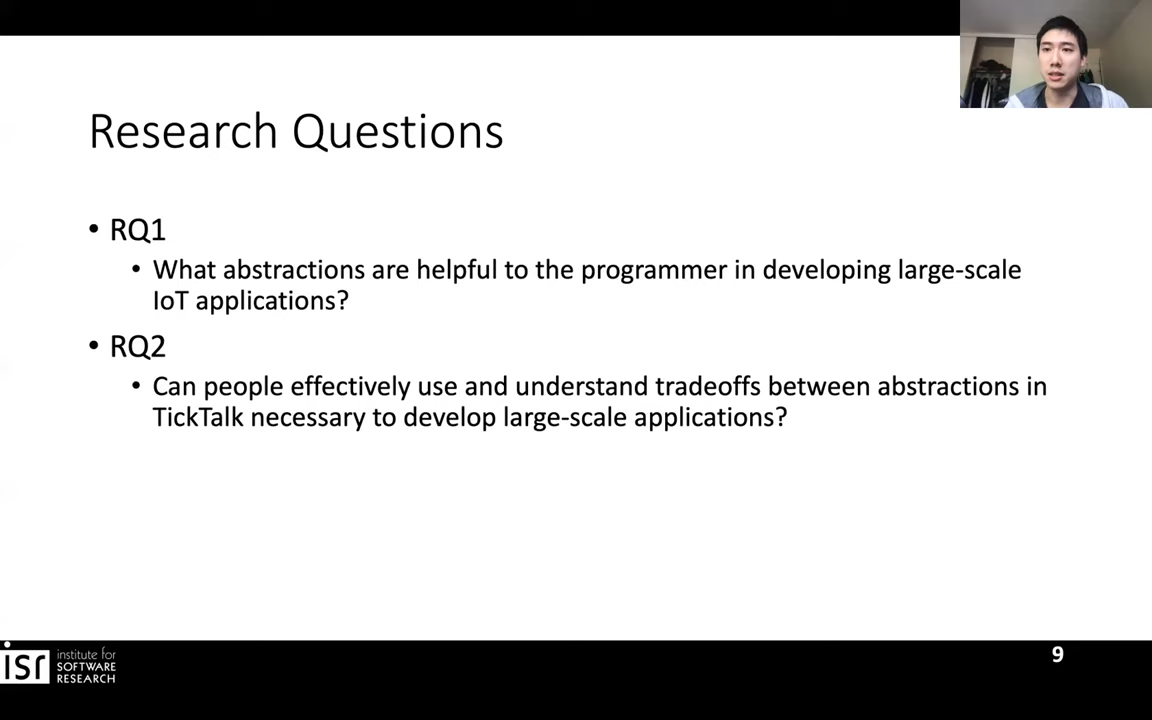 Research Questions
• RQ1
• What abstractions are helpful to the programmer in developing large-scale
IoT applications?
• RQ2
• Can people effectively use and understand tradeoffs between abstractions in
TickTalk necessary to develop large-scale applications?
isr
institute for
SOFTWARE
RESEARCH
9